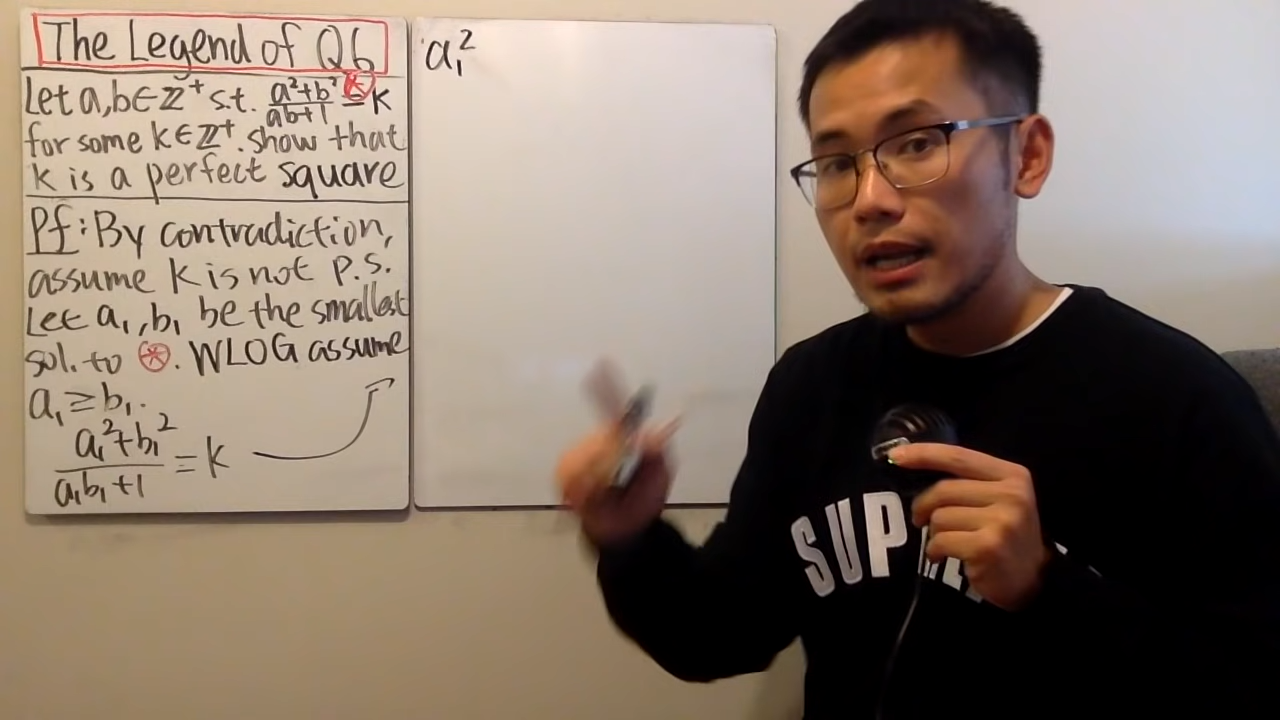 The Legend of Q6
Let a,b∈ℤ⁺ s.t. (a²+b²)/(ab+1) = k
for some k∈ℤ⁺. show that
k is a perfect square
Pf: By contradiction,
assume k is not p.s.
Let a₁,b₁ be the smallest
sol. to ⊛. WLOG assume
a₁≥b₁.
(a₁²+b₁²)/(a₁b₁+1) = k
a₁²
SUP